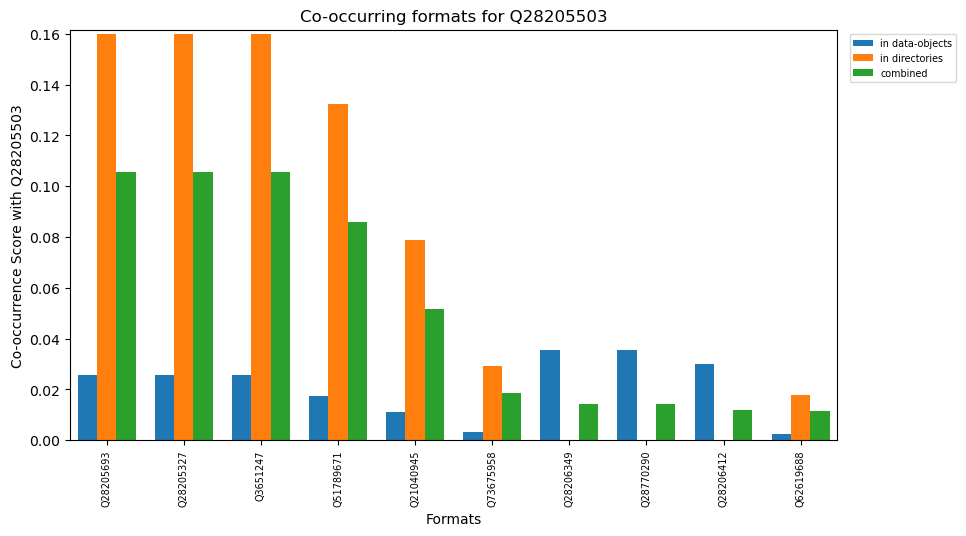 Co-occurring formats for Q28205503
in data-objects
in directories
combined
Co-occurrence Score with Q28205503
0.16
0.14
0.12
0.10
0.08
0.06
0.04
0.02
0.00
Q28205693
Q28205327
Q3651247
Q51789671
Q21040945
Q73675958
Q28206349
Q28770290
Q28206412
Q62619688
Formats